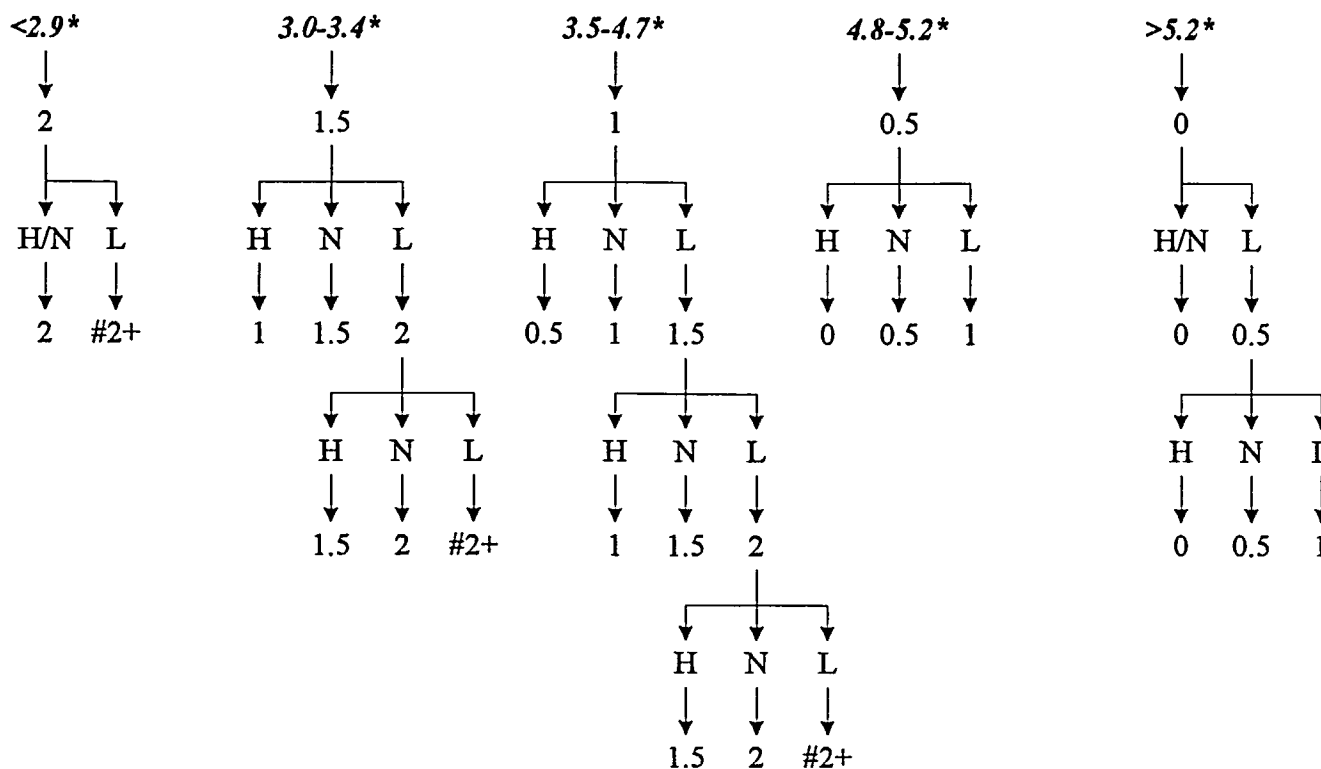 <2.9* 3.0-3.4* 3.5-4.7* 4.8-5.2* >5.2*
2 1.5 1 0.5 0
H/N L H N L H N L H N L H/N L
2 #2+ 1 1.5 2 0.5 1 1.5 0 0.5 1 0 0.5
H N L H N L H N
1.5 2 #2+ 1 1.5 2 0 0.5
H N L
1.5 2 #2+